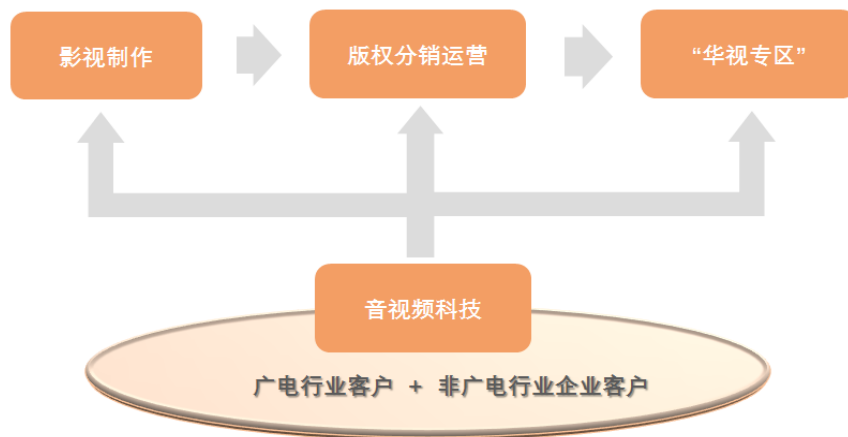 影视制作
版权分销运营
“华视专区”
音视频科技
广电行业客户 + 非广电行业企业客户